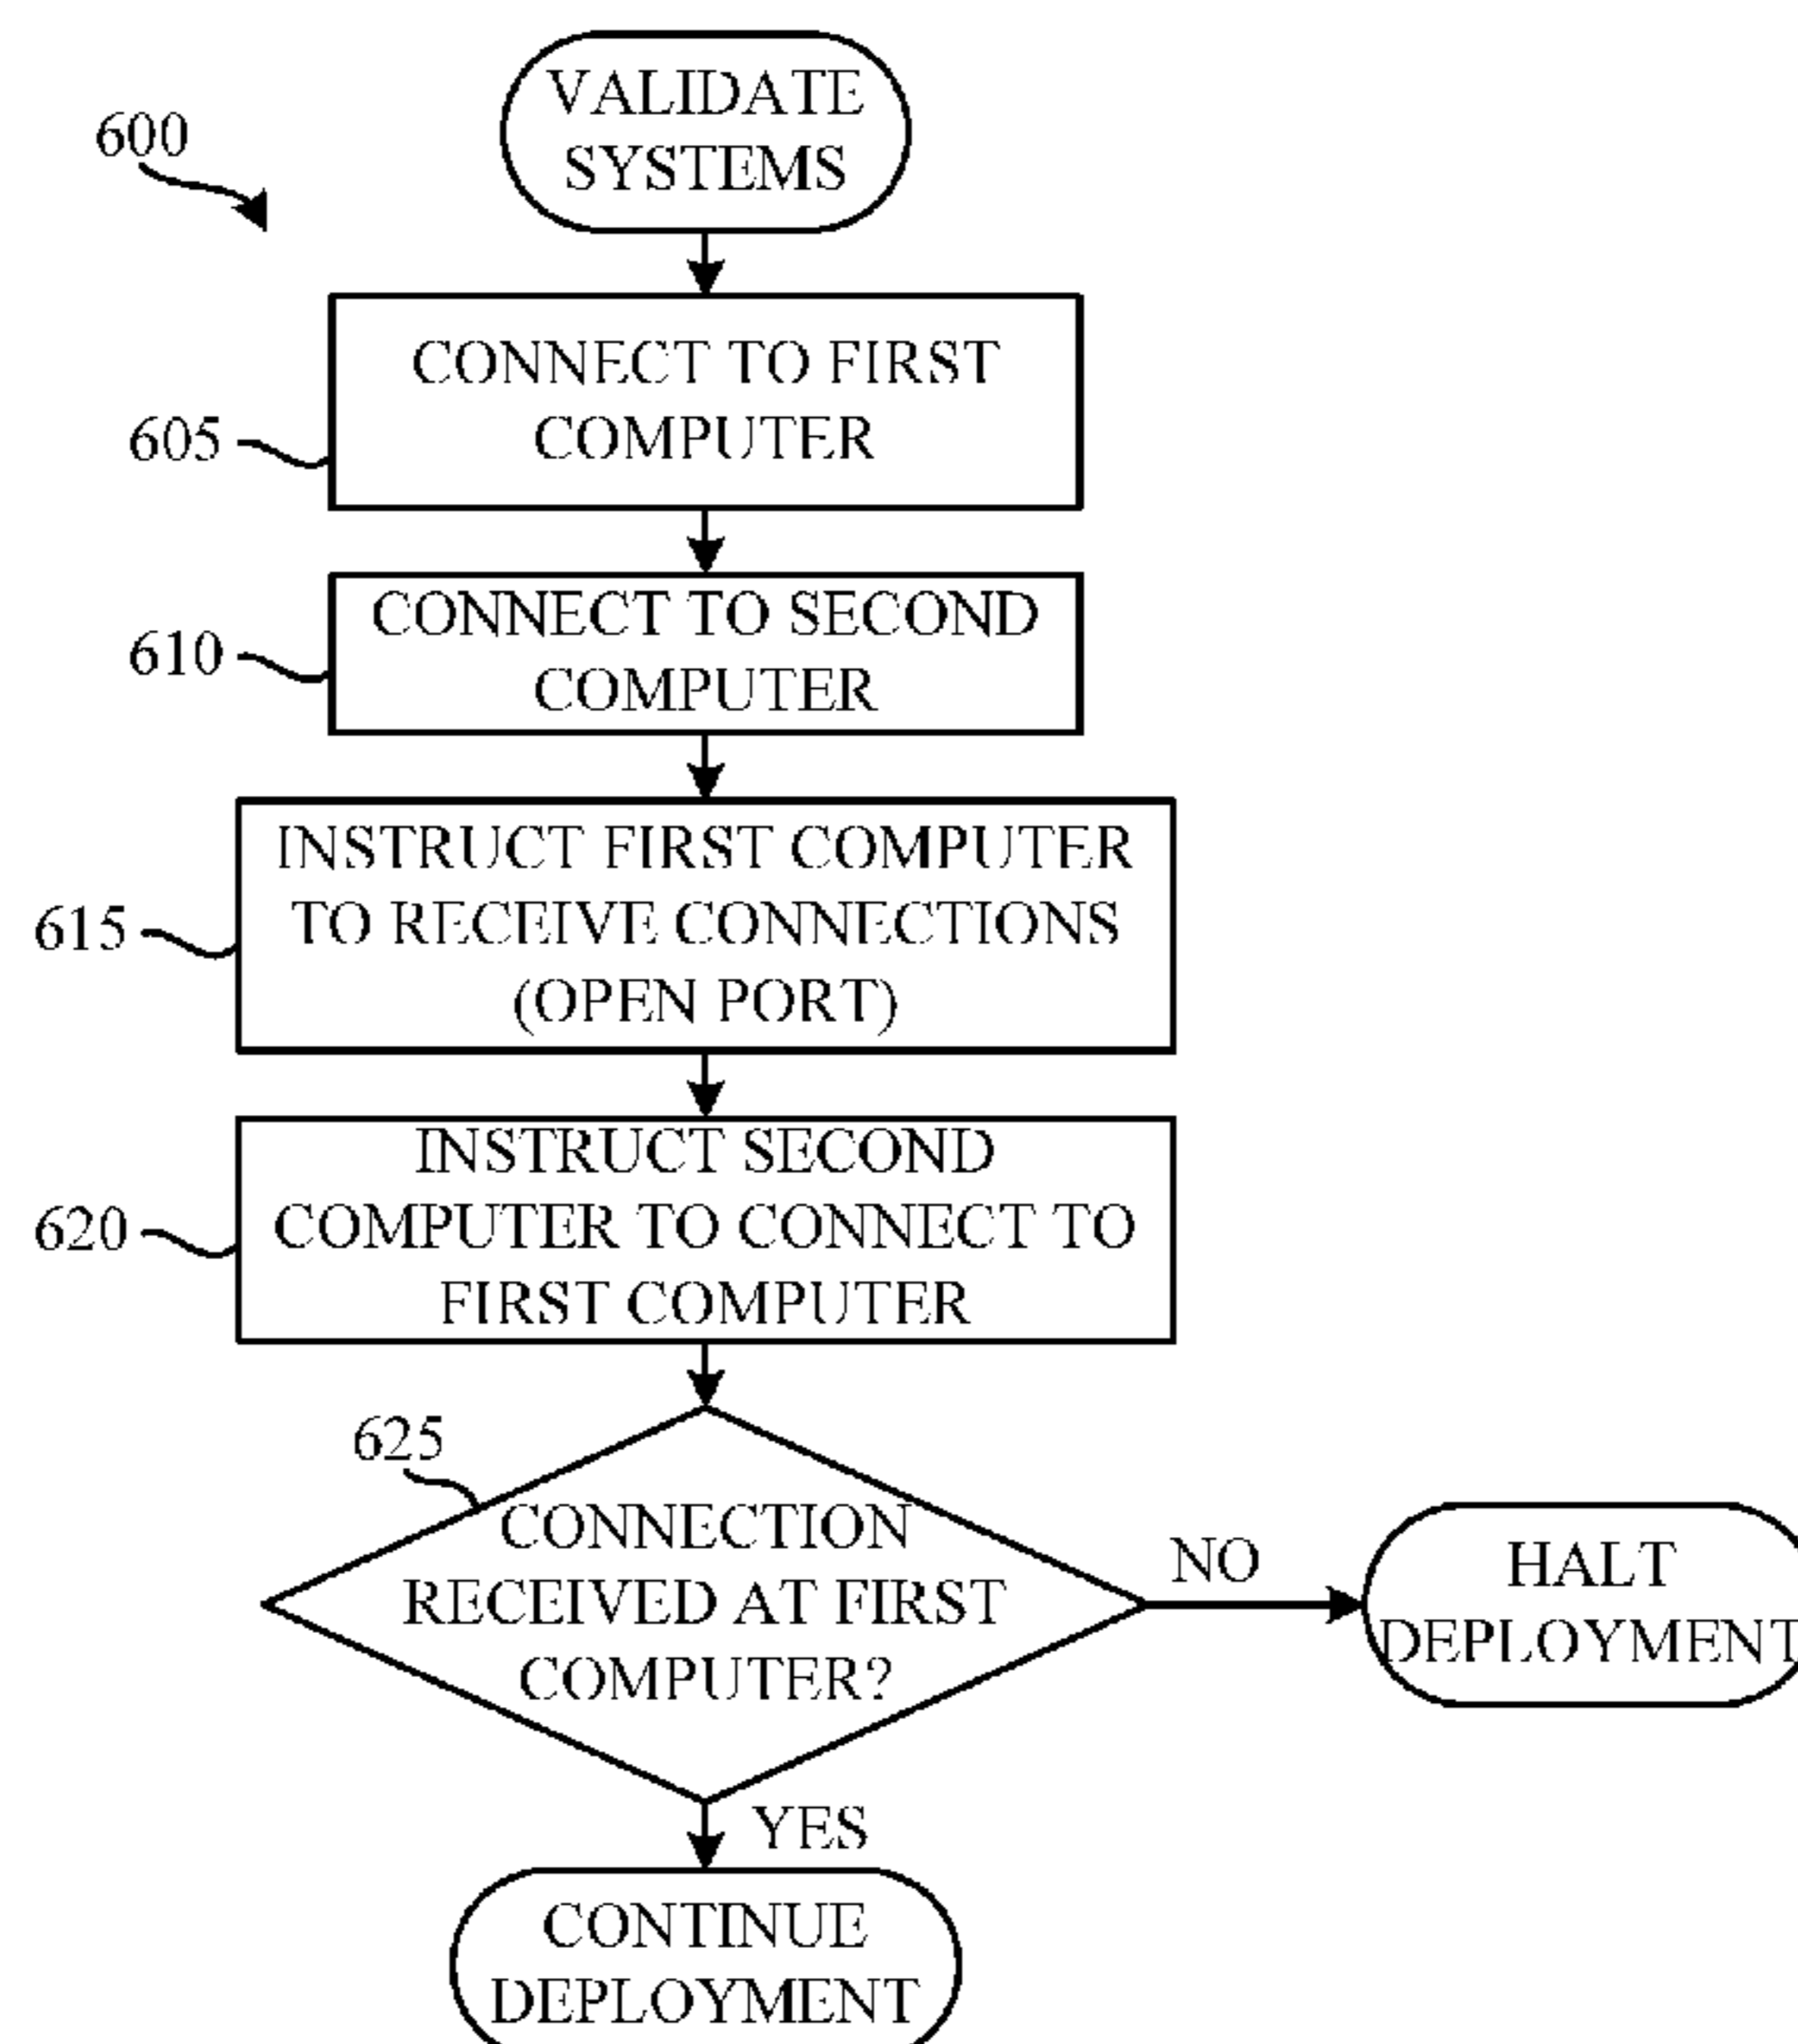 VALIDATE
SYSTEMS
600
CONNECT TO FIRST
COMPUTER
605
CONNECT TO SECOND
COMPUTER
610
INSTRUCT FIRST COMPUTER
TO RECEIVE CONNECTIONS
(OPEN PORT)
615
INSTRUCT SECOND
COMPUTER TO CONNECT TO
FIRST COMPUTER
620
625
CONNECTION
RECEIVED AT FIRST
COMPUTER?
NO
HALT
DEPLOYMENT
YES
CONTINUE
DEPLOYMENT